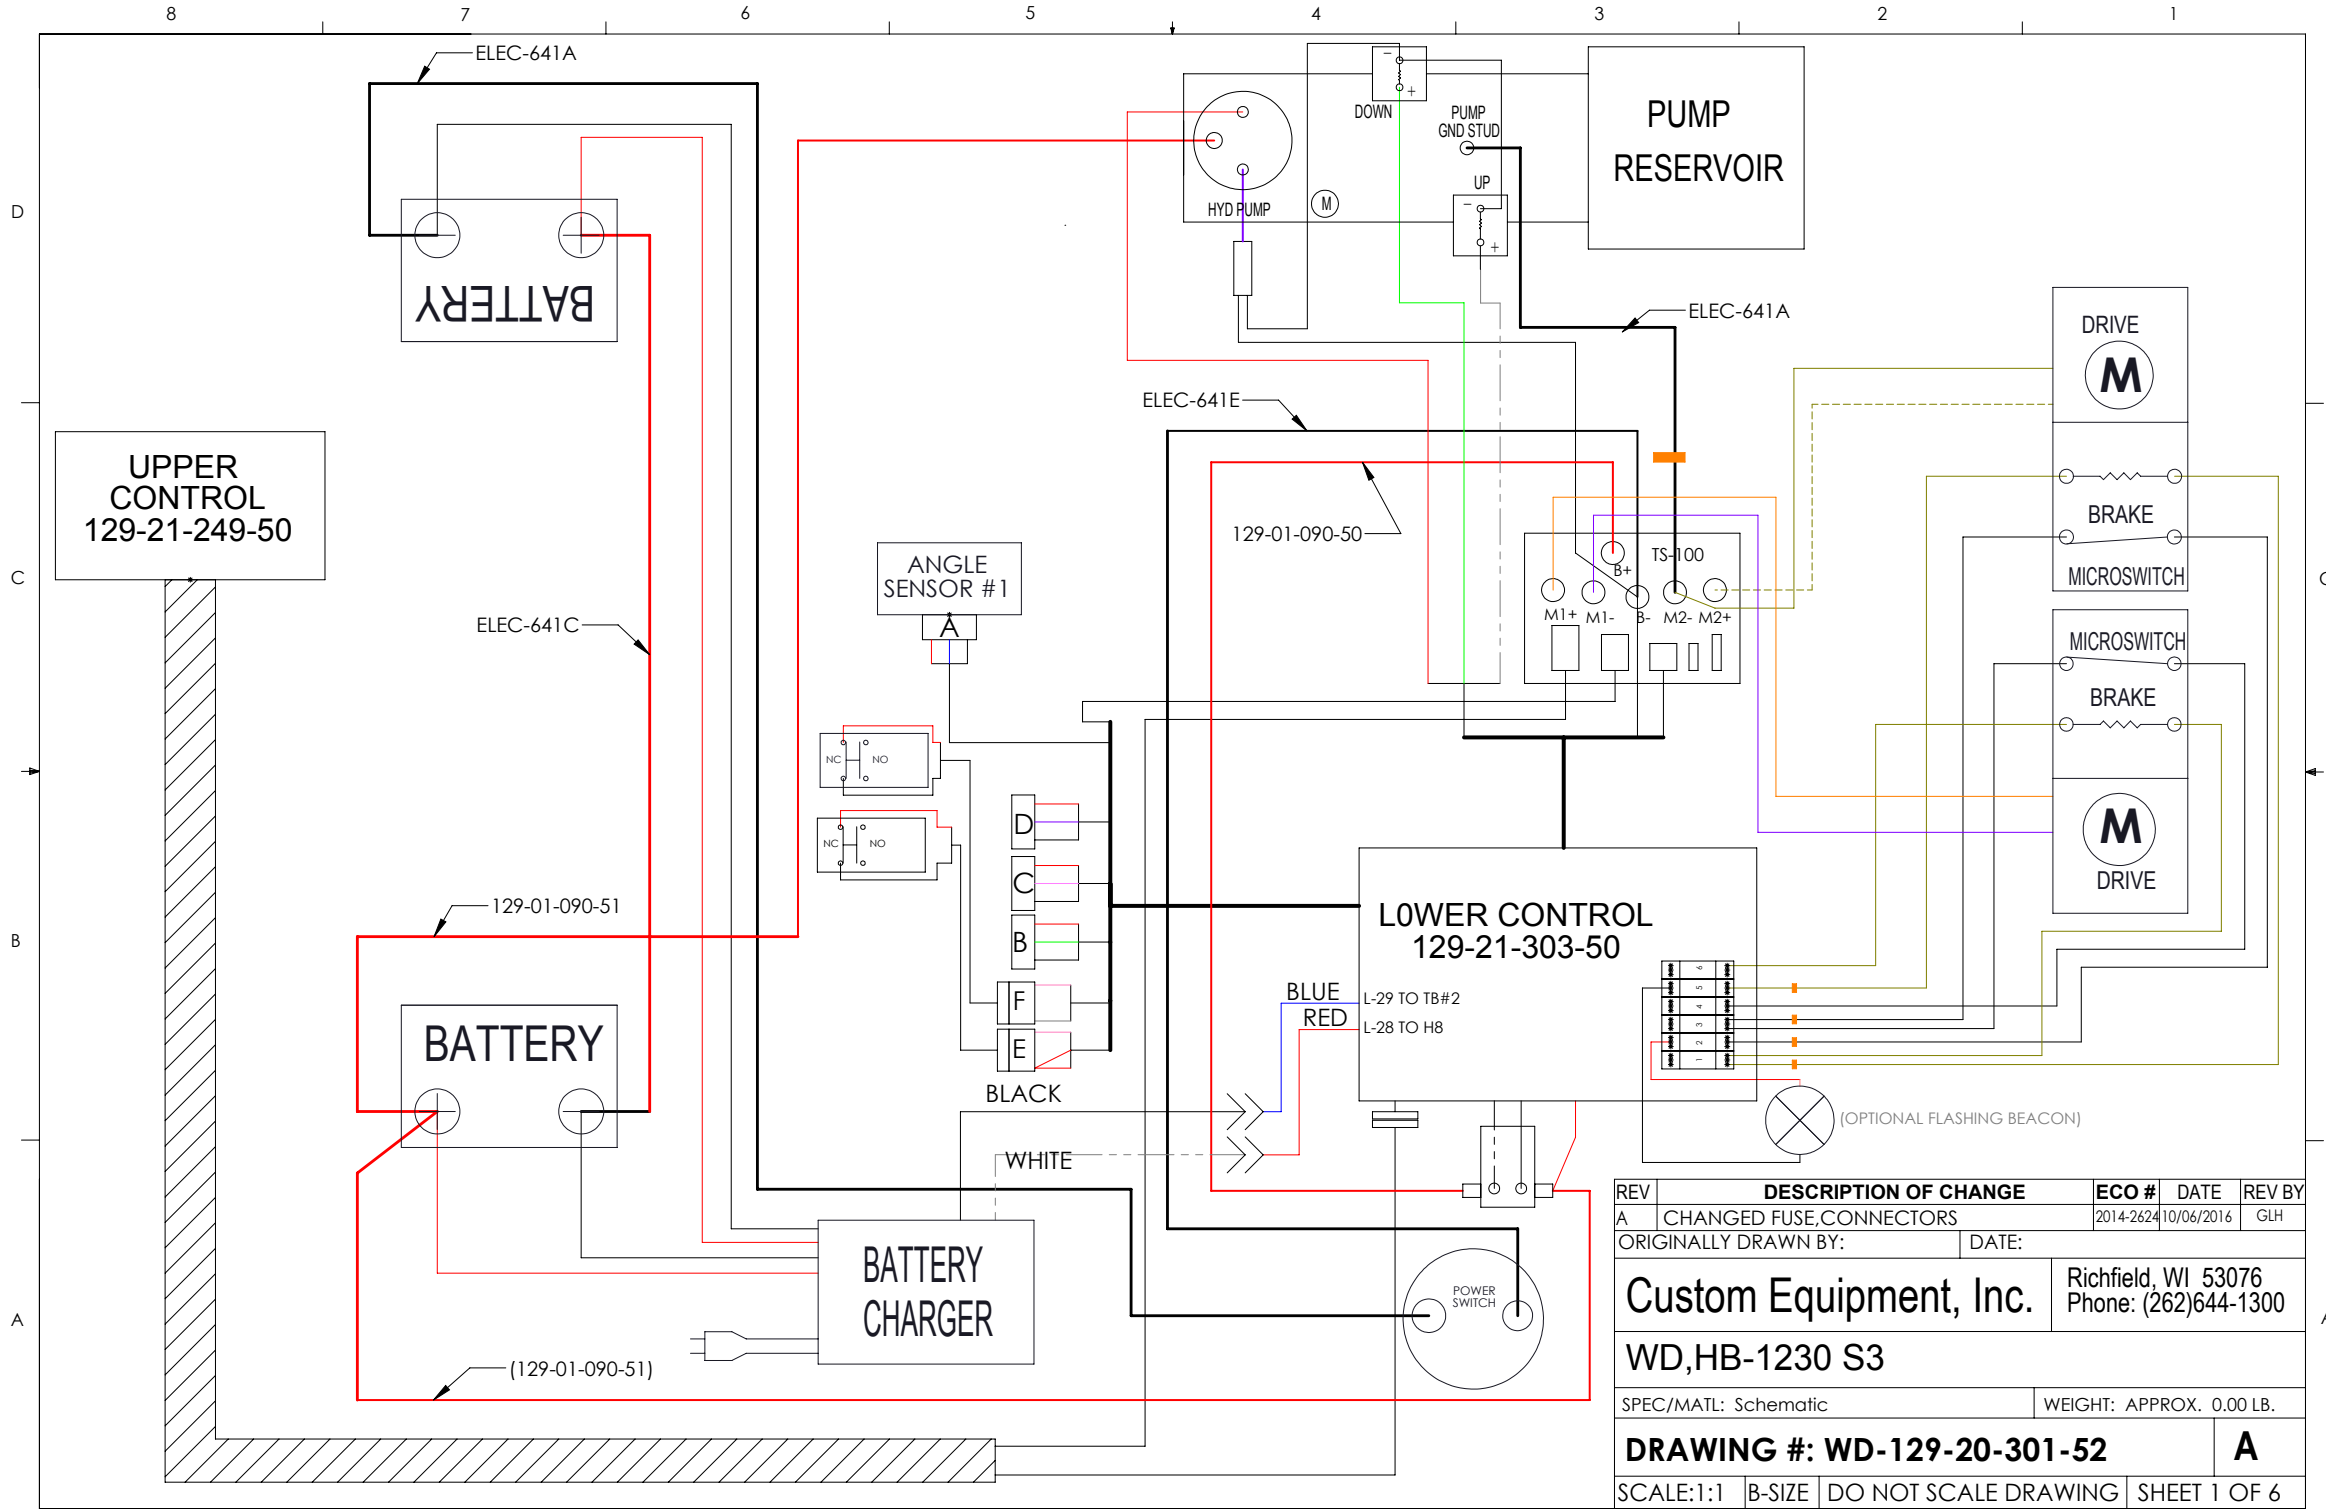 8 7 6 5 4 3 2 1
ELEC-641A
DOWN
PUMP
GND STUD
PUMP
RESERVOIR
-
+
UP
-
+
HYD PUMP
M
D
BATTERY
ELEC-641A
DRIVE
M
ELEC-641E
BRAKE
MICROSWITCH
UPPER
CONTROL
129-21-249-50
129-01-090-50
TS-100
B+
M1+ M1- B- M2- M2+
C
ANGLE
SENSOR #1
A
ELEC-641C
MICROSWITCH
BRAKE
M
DRIVE
NC NO
NC NO
D
C
B
F
E
129-01-090-51
B
L0WER CONTROL
129-21-303-50
BLUE
L-29 TO TB#2
RED
L-28 TO H8
6
5
4
3
2
1
BATTERY
BLACK
WHITE
(OPTIONAL FLASHING BEACON)
BATTERY
CHARGER
POWER
SWITCH
A
(129-01-090-51)
REV DESCRIPTION OF CHANGE ECO # DATE REV BY
A CHANGED FUSE,CONNECTORS 2014-2624 10/06/2016 GLH
ORIGINALLY DRAWN BY: DATE:
Custom Equipment, Inc.
Richfield, WI 53076
Phone: (262)644-1300
WD,HB-1230 S3
SPEC/MATL: Schematic WEIGHT: APPROX. 0.00 LB.
DRAWING #: WD-129-20-301-52 A
SCALE:1:1 B-SIZE DO NOT SCALE DRAWING SHEET 1 OF 6